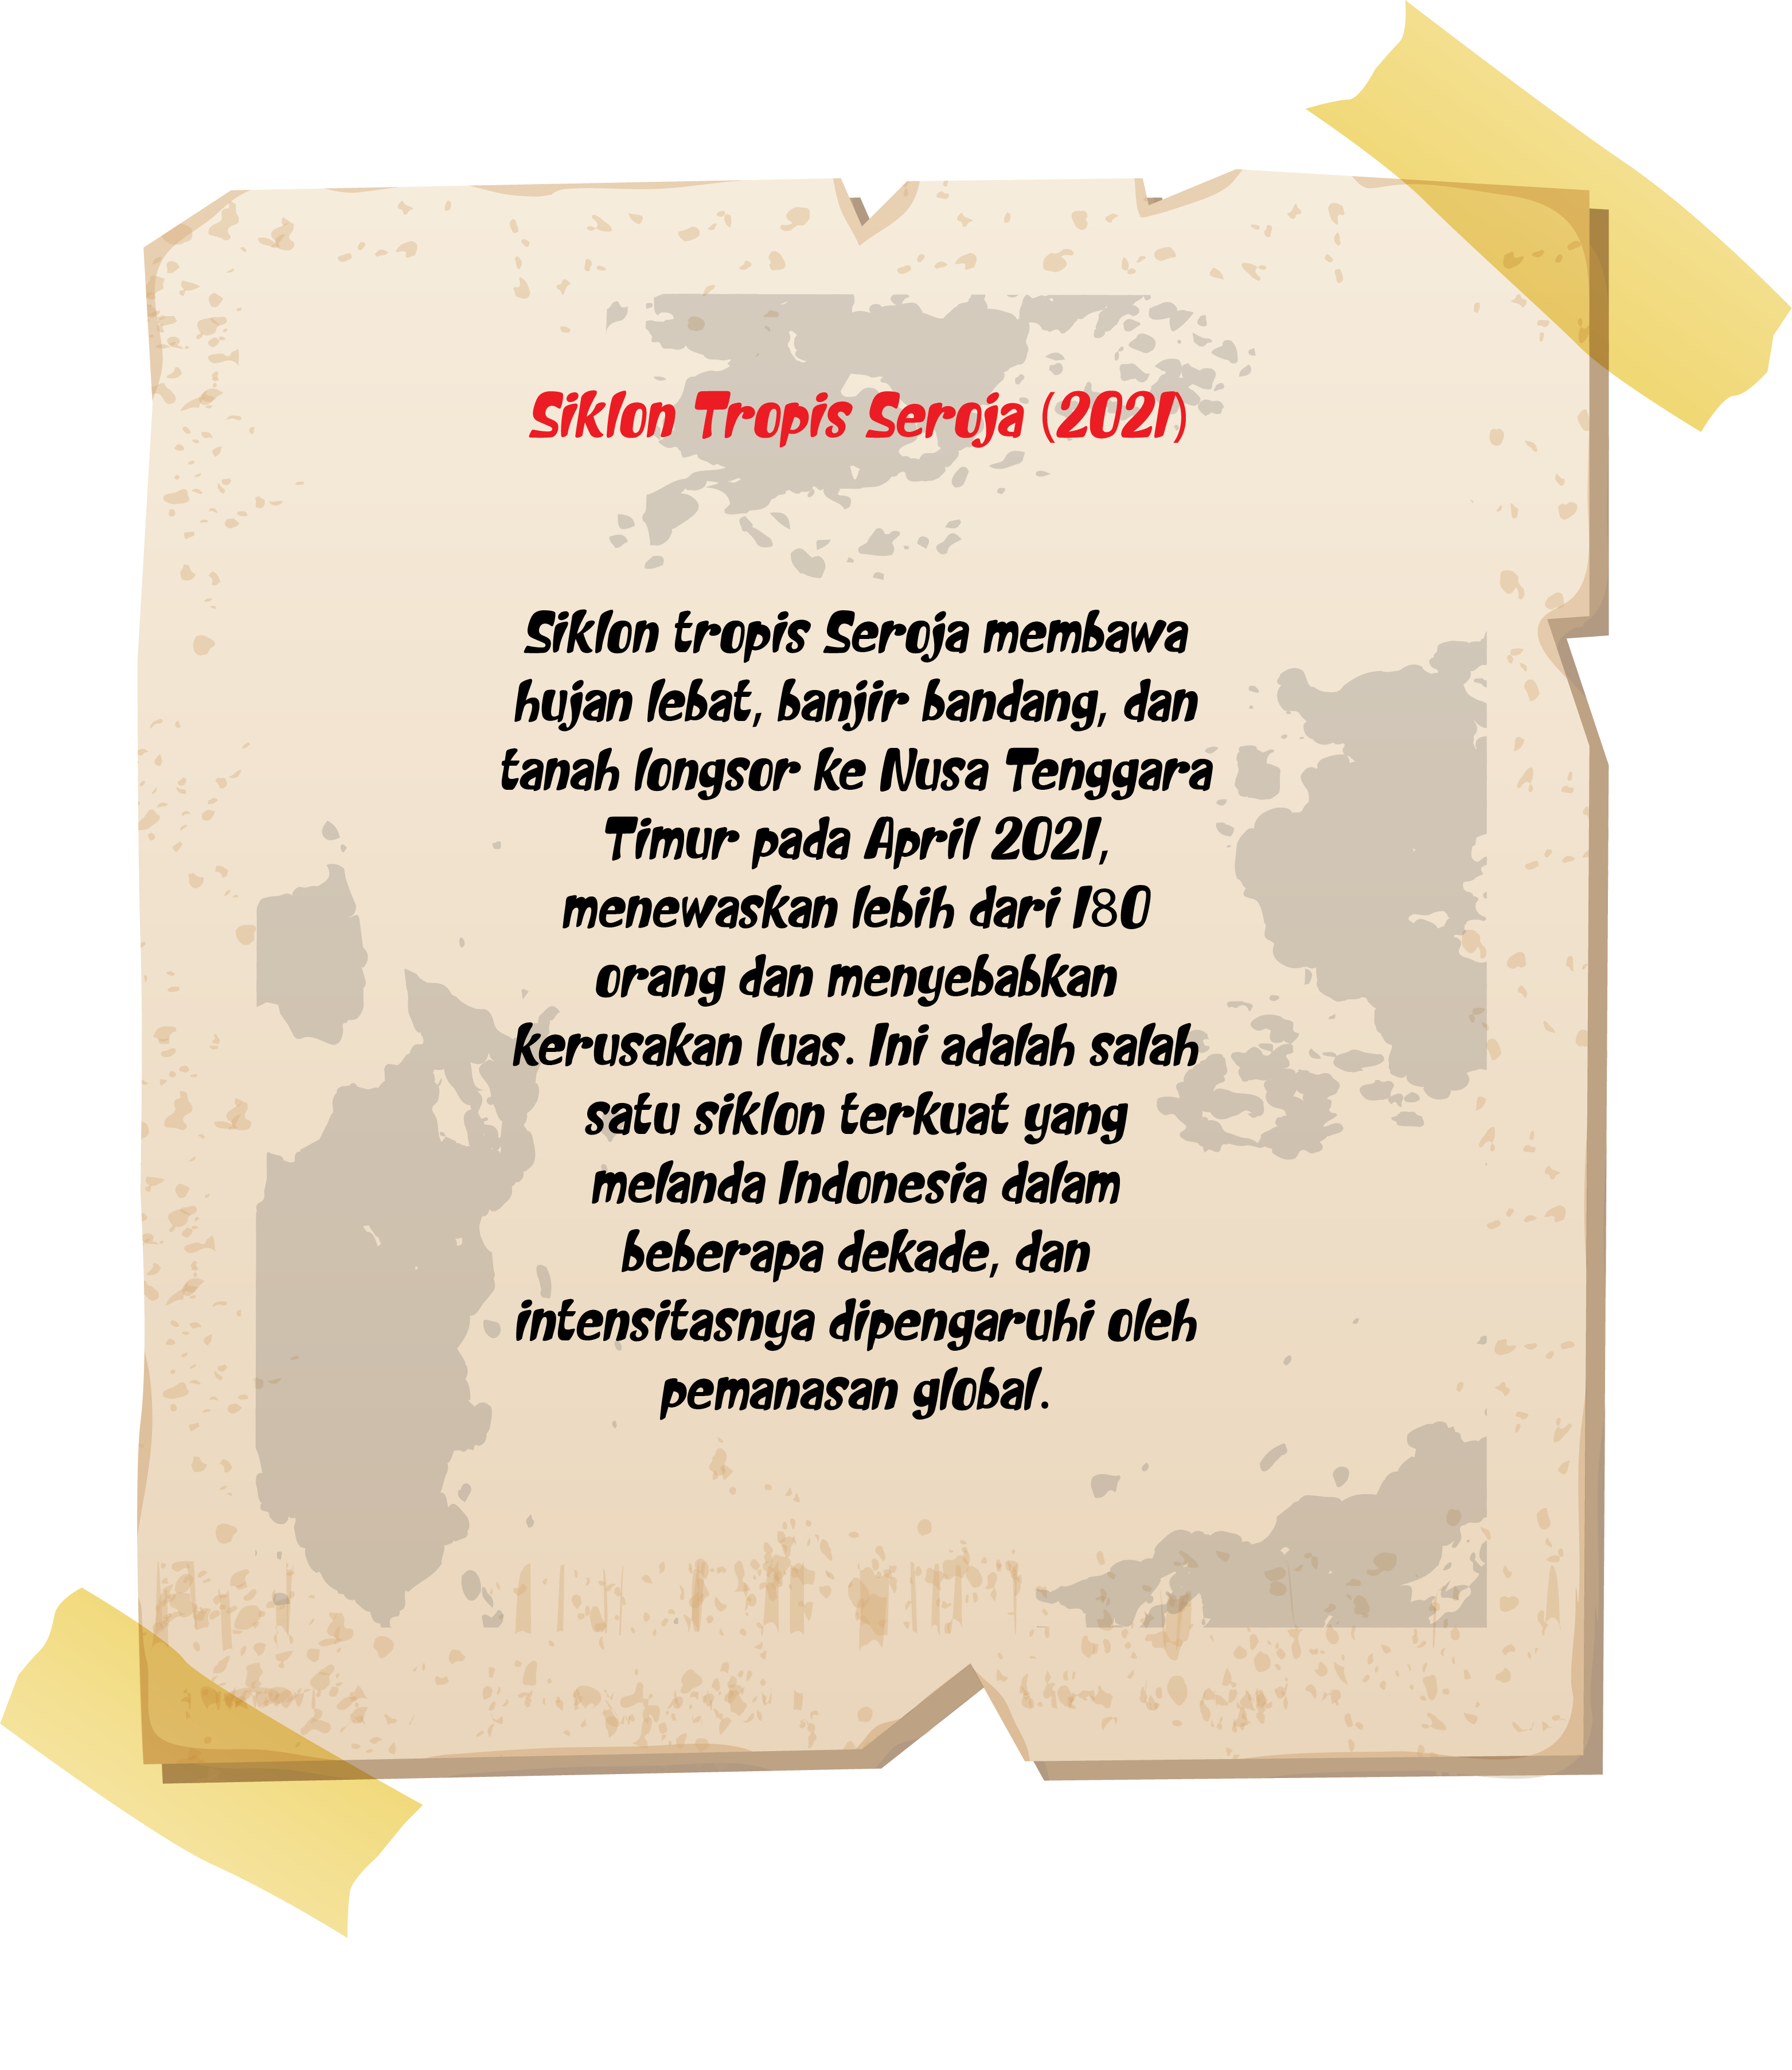 Siklon Tropis Seroja (2021)
Siklon tropis Seroja membawa
hujan lebat, banjir bandang, dan
tanah longsor ke Nusa Tenggara
Timur pada April 2021,
menewaskan lebih dari 180
orang dan menyebabkan
kerusakan luas. Ini adalah salah
satu siklon terkuat yang
melanda Indonesia dalam
beberapa dekade, dan
intensitasnya dipengaruhi oleh
pemanasan global.